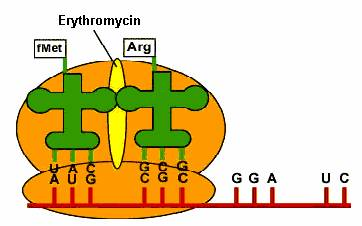 Erythromycin
fMet Arg
U A C G C G
A U G C G C G G A U C